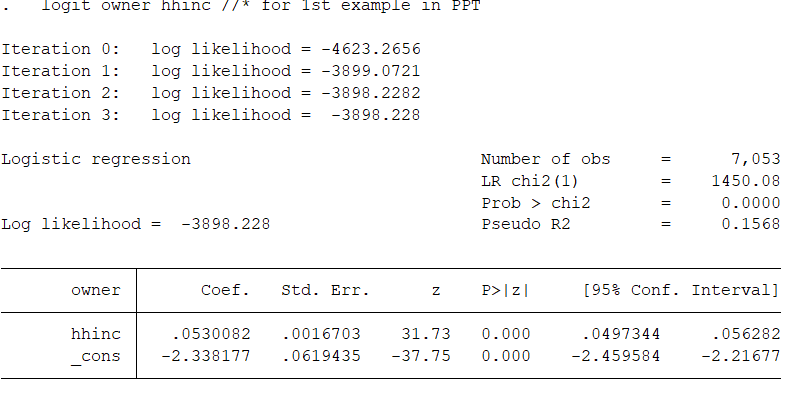 .   logit owner hhinc //* for 1st example in PPT
Iteration 0:   log likelihood = -4623.2656
Iteration 1:   log likelihood = -3899.0721
Iteration 2:   log likelihood = -3898.2282
Iteration 3:   log likelihood =  -3898.228
Logistic regression                             Number of obs     =      7,053
LR chi2(1)        =    1450.08
Prob > chi2       =     0.0000
Log likelihood =  -3898.228                     Pseudo R2         =     0.1568
owner |      Coef.   Std. Err.      z    P>|z|     [95% Conf. Interval]
hhinc |   .0530082   .0016703    31.73   0.000     .0497344     .056282
_cons |  -2.338177   .0619435   -37.75   0.000    -2.459584    -2.21677